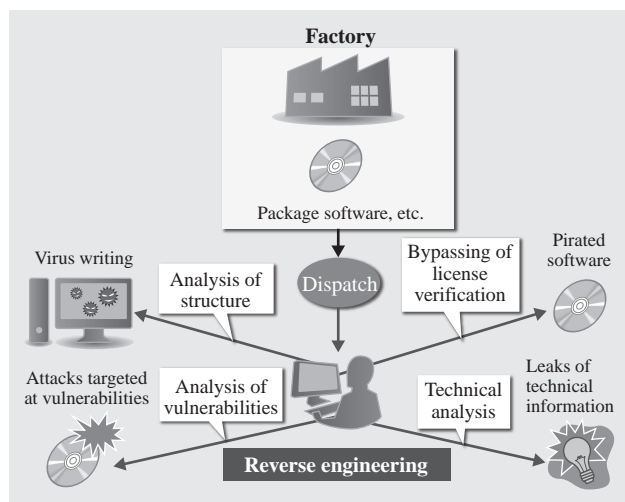 Factory
Package software, etc.
Dispatch
Virus writing
Analysis of
structure
Bypassing of
license
verification
Pirated
software
Attacks targeted
at vulnerabilities
Analysis of
vulnerabilities
Technical
analysis
Leaks of
technical
information
Reverse engineering